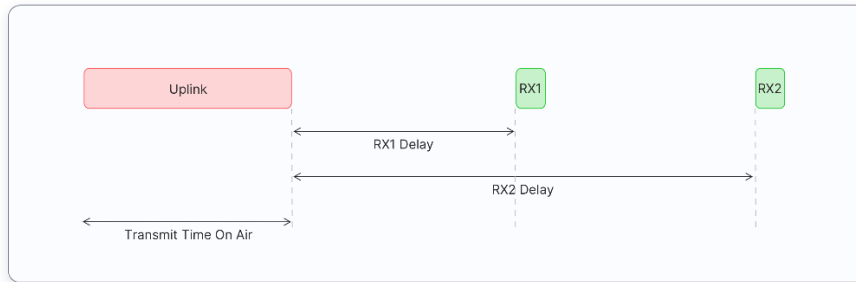 Uplink
RX1
RX2
RX1 Delay
RX2 Delay
Transmit Time On Air